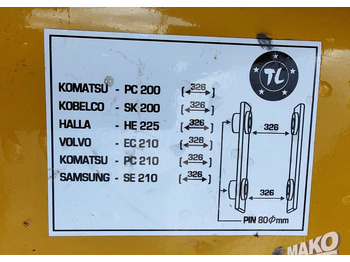 TL
KOMATSU - PC 200 [326]
KOBELCO - SK 200 [326]
HALLA - HE 225 [326]
VOLVO - EC 210 [326]
KOMATSU - PC 210 [326]
SAMSUNG - SE 210 [326]
326
326
PIN 80Φmm
MAKO